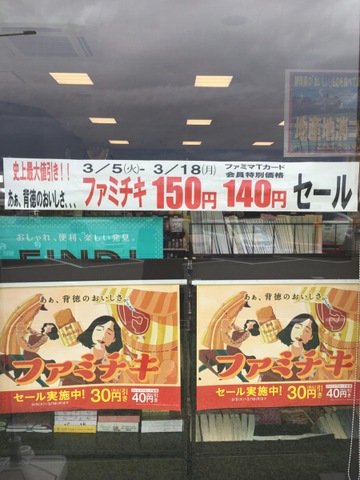 史上最大値引き！！
あぁ、背徳のおいしさ、、、
3/5(火)-3/18(月)
ファミチキ 150円
ファミマTカード
会員特別価格
140円
セール
おしゃれ、便利、楽しい発見。
FIND!
あぁ、背徳のおいしさ。
ファミチキ
セール実施中!
30円
40円
あぁ、背徳のおいしさ。
ファミチキ
セール実施中!
30円
40円